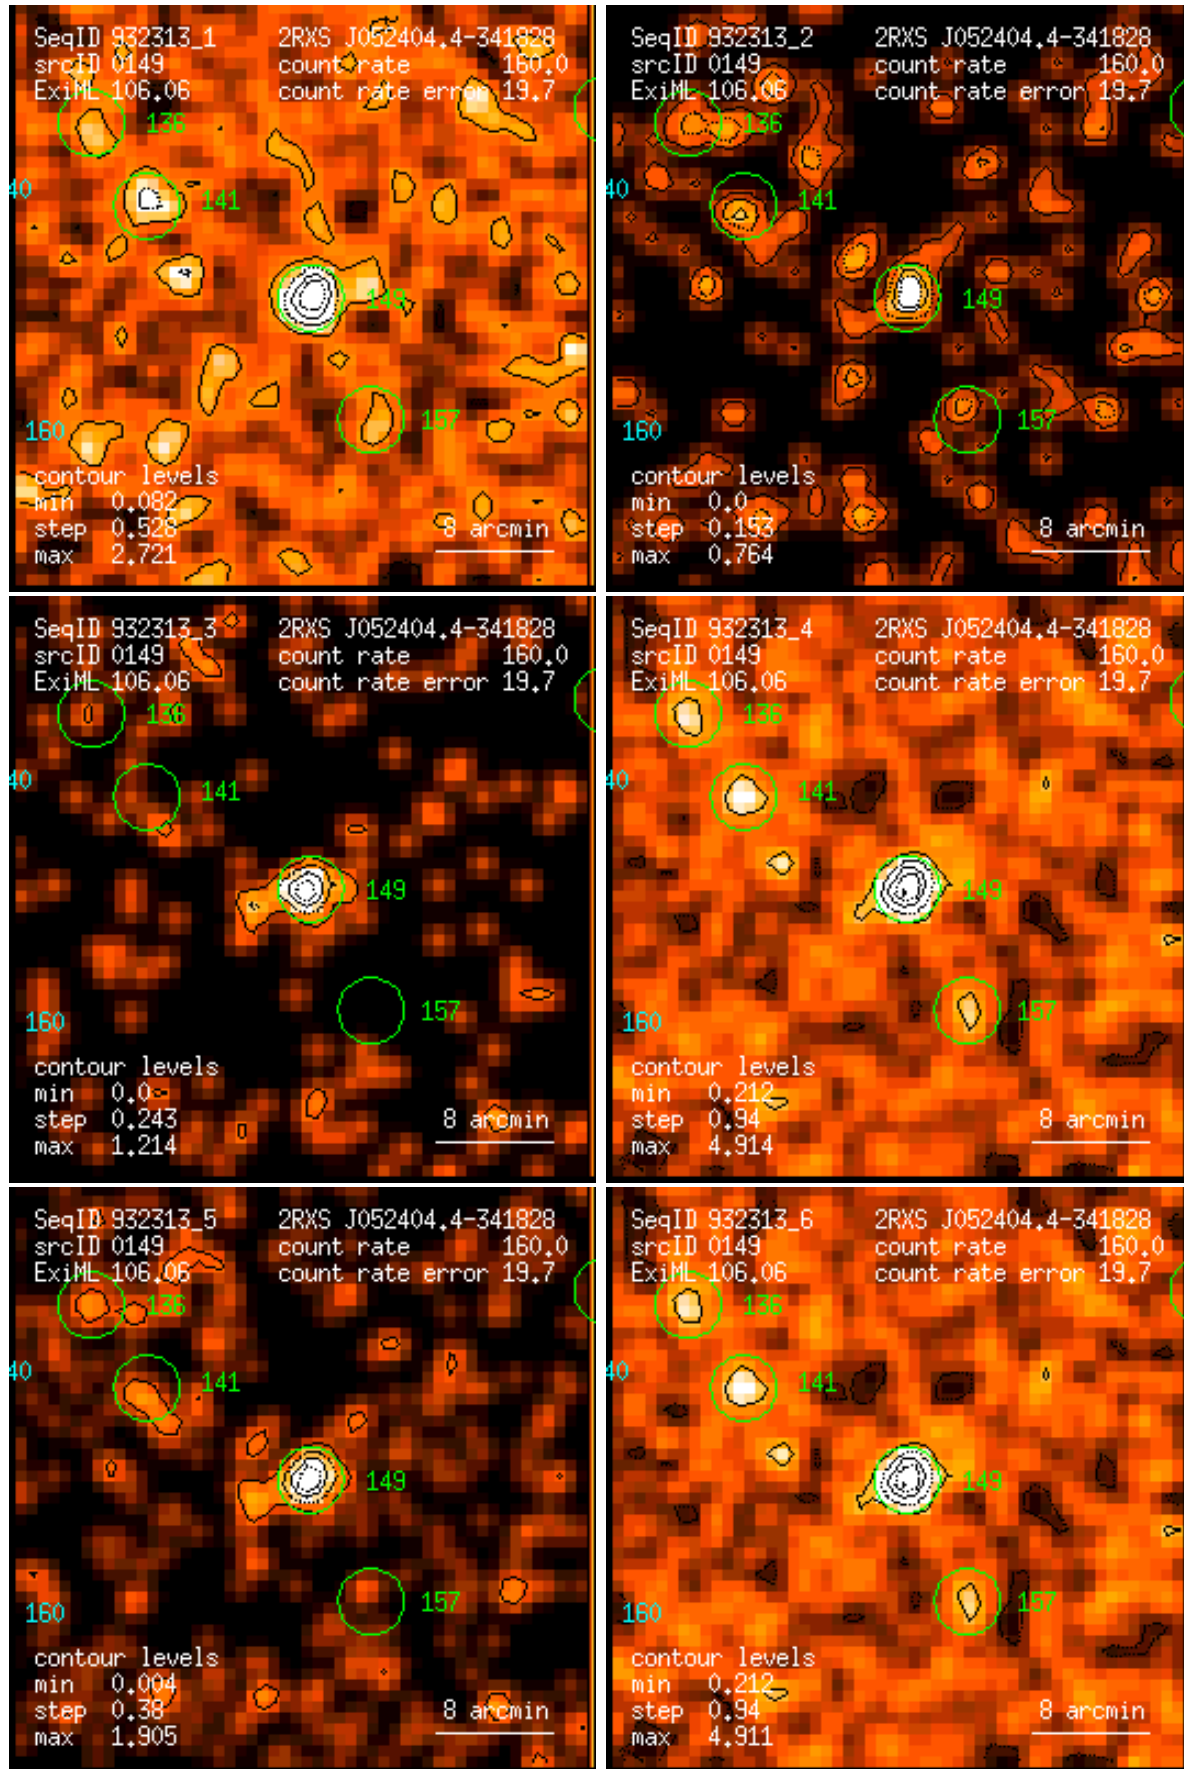 SeqID 932313_1 2RXS J052404.4-341828
srcID 0149 count rate 160.0
ExiML 106.06 count rate error 19.7
136
40 141
149
157
160
contour levels
min 0.082
step 0.528 8 arcmin
max 2.721
SeqID 932313_2 2RXS J052404.4-341828
srcID 0149 count rate 160.0
ExiML 106.06 count rate error 19.7
136
40 141
149
157
160
contour levels
min 0.0
step 0.153 8 arcmin
max 0.764
SeqID 932313_3 2RXS J052404.4-341828
srcID 0149 count rate 160.0
ExiML 106.06 count rate error 19.7
136
40 141
149
157
160
contour levels
min 0.0
step 0.243 8 arcmin
max 1.214
SeqID 932313_4 2RXS J052404.4-341828
srcID 0149 count rate 160.0
ExiML 106.06 count rate error 19.7
136
40 141
149
157
160
contour levels
min 0.212
step 0.94 8 arcmin
max 4.914
SeqID 932313_5 2RXS J052404.4-341828
srcID 0149 count rate 160.0
ExiML 106.06 count rate error 19.7
136
40 141
149
157
160
contour levels
min 0.004
step 0.38 8 arcmin
max 1.905
SeqID 932313_6 2RXS J052404.4-341828
srcID 0149 count rate 160.0
ExiML 106.06 count rate error 19.7
136
40 141
149
157
160
contour levels
min 0.212
step 0.94 8 arcmin
max 4.911